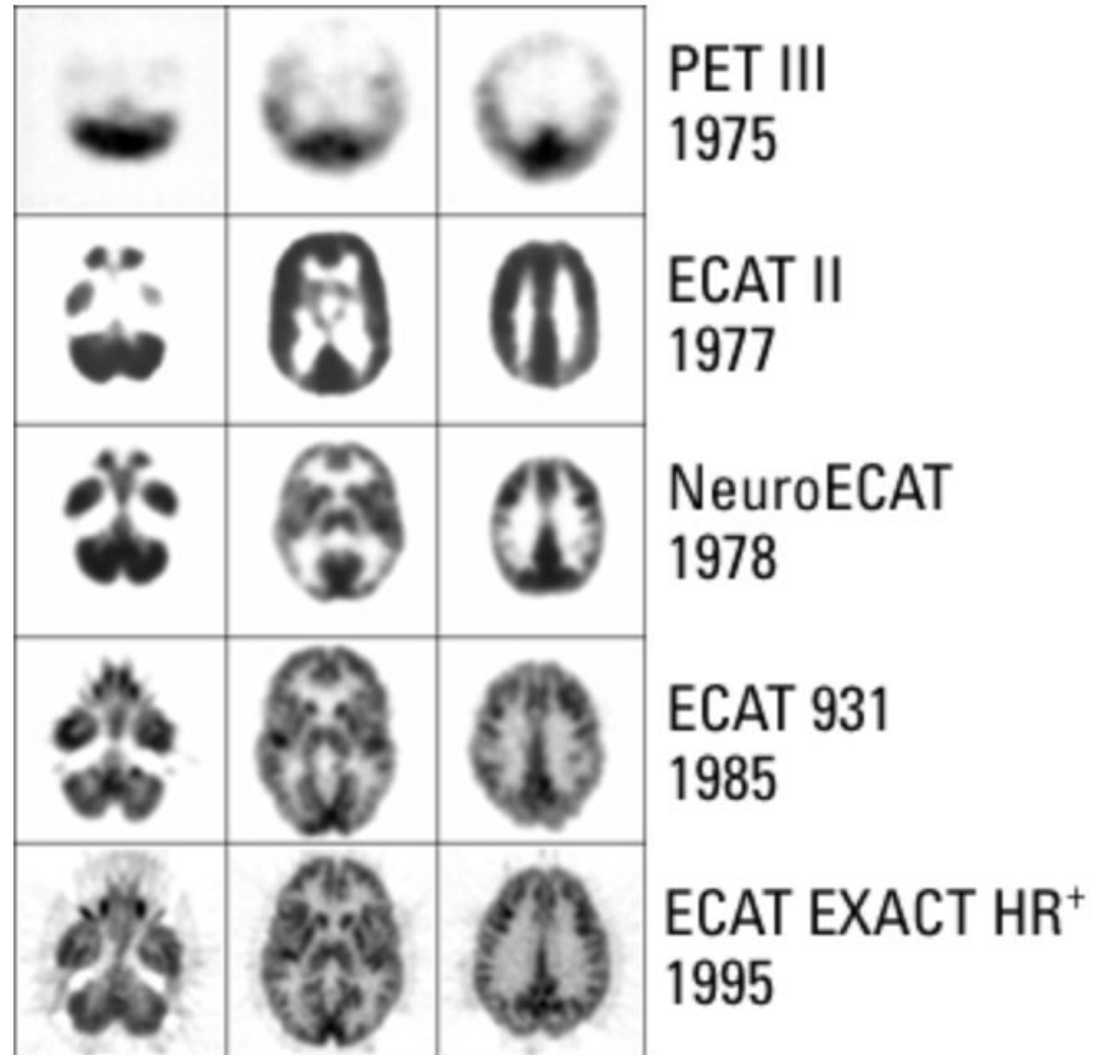 PET III
1975
ECAT II
1977
NeuroECAT
1978
ECAT 931
1985
ECAT EXACT HR⁺
1995